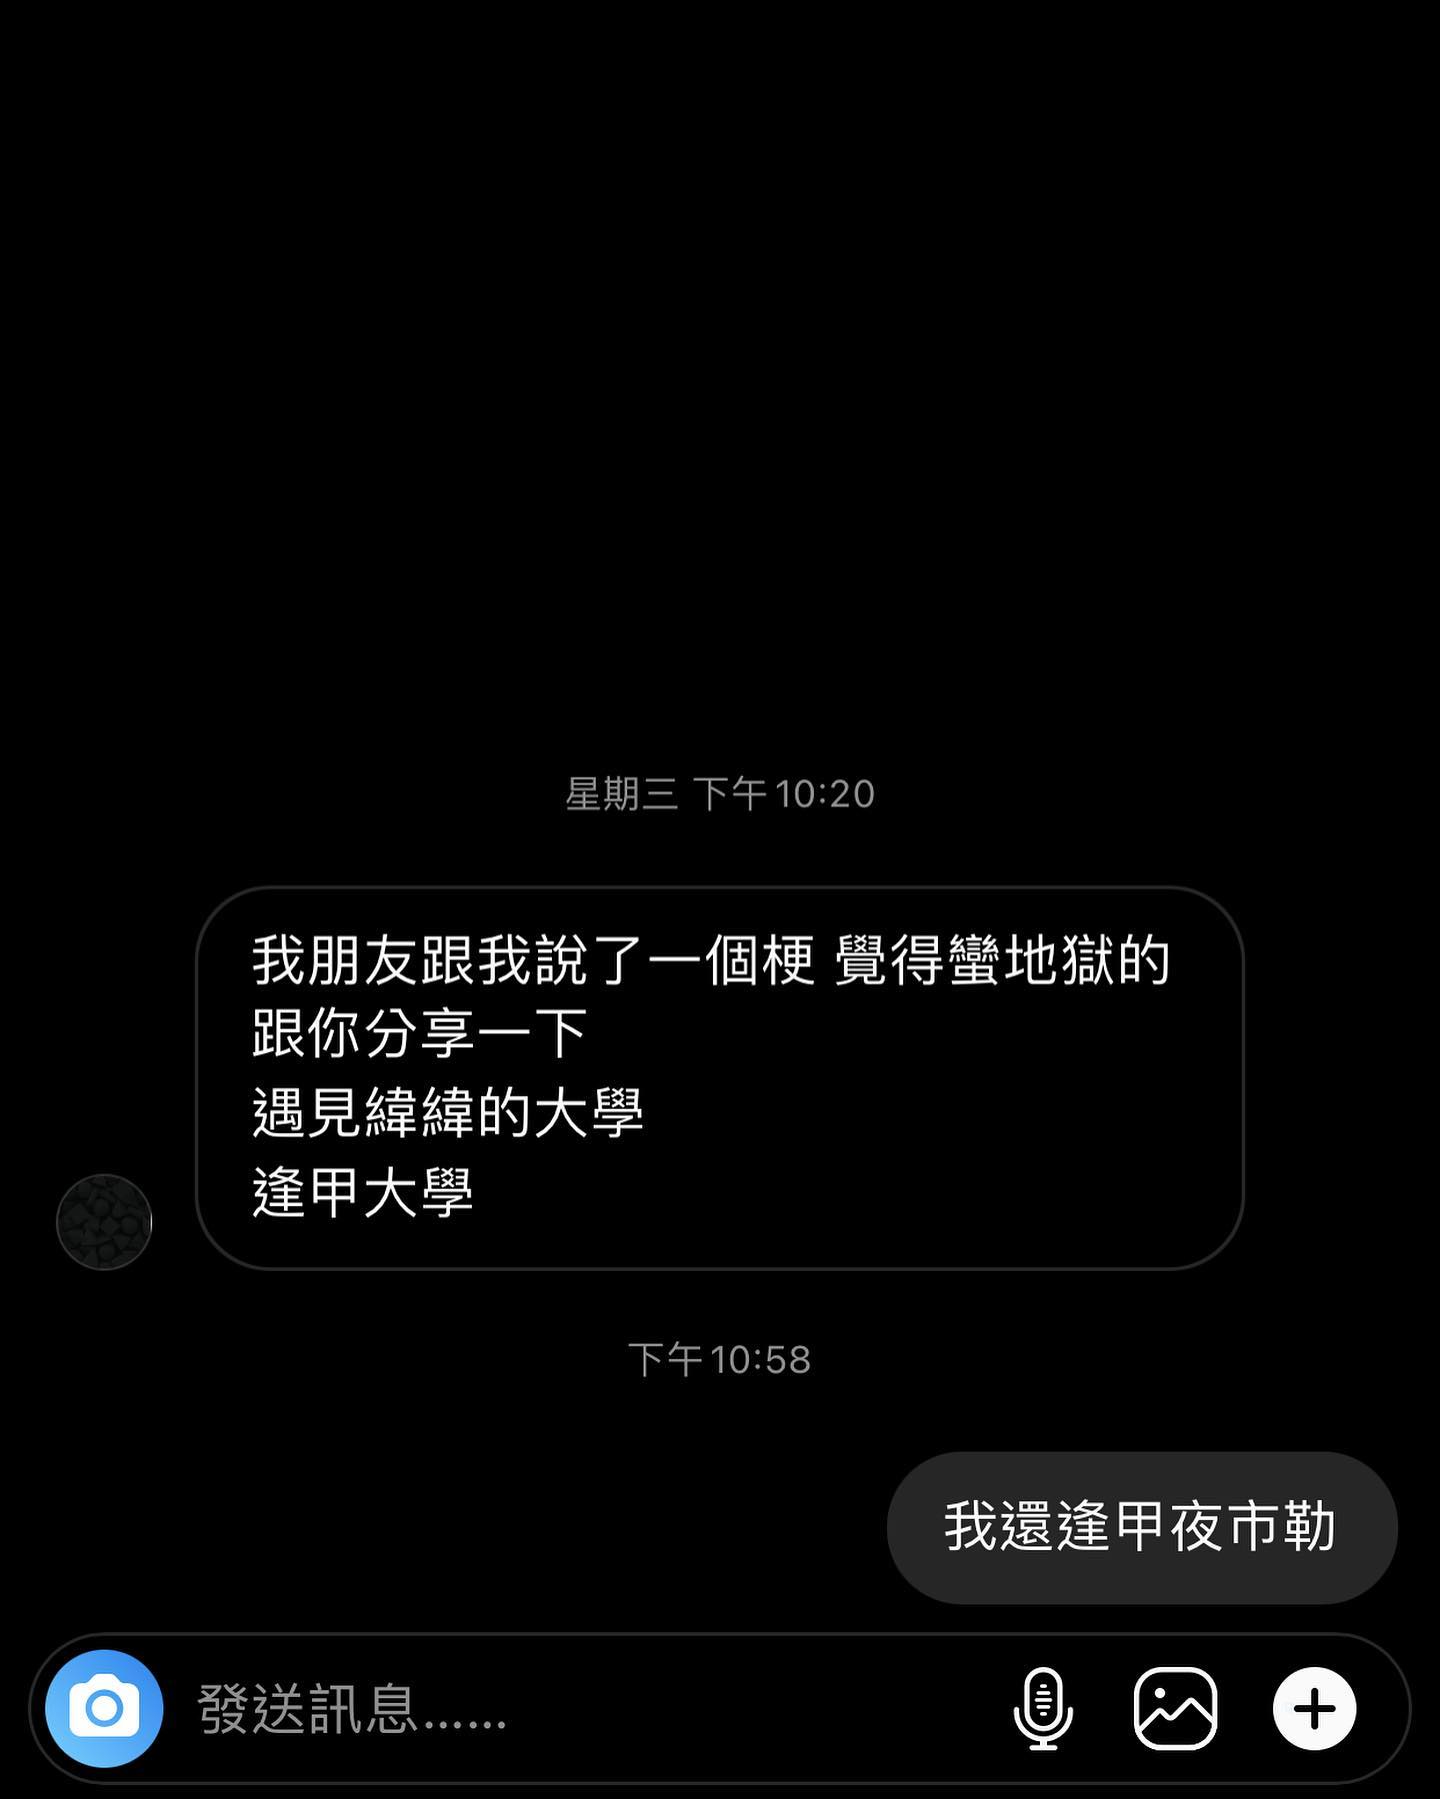 星期三 下午10:20
我朋友跟我說了一個梗 覺得蠻地獄的
跟你分享一下
遇見緯緯的大學
逢甲大學
下午10:58
我還逢甲夜市勒
發送訊息......